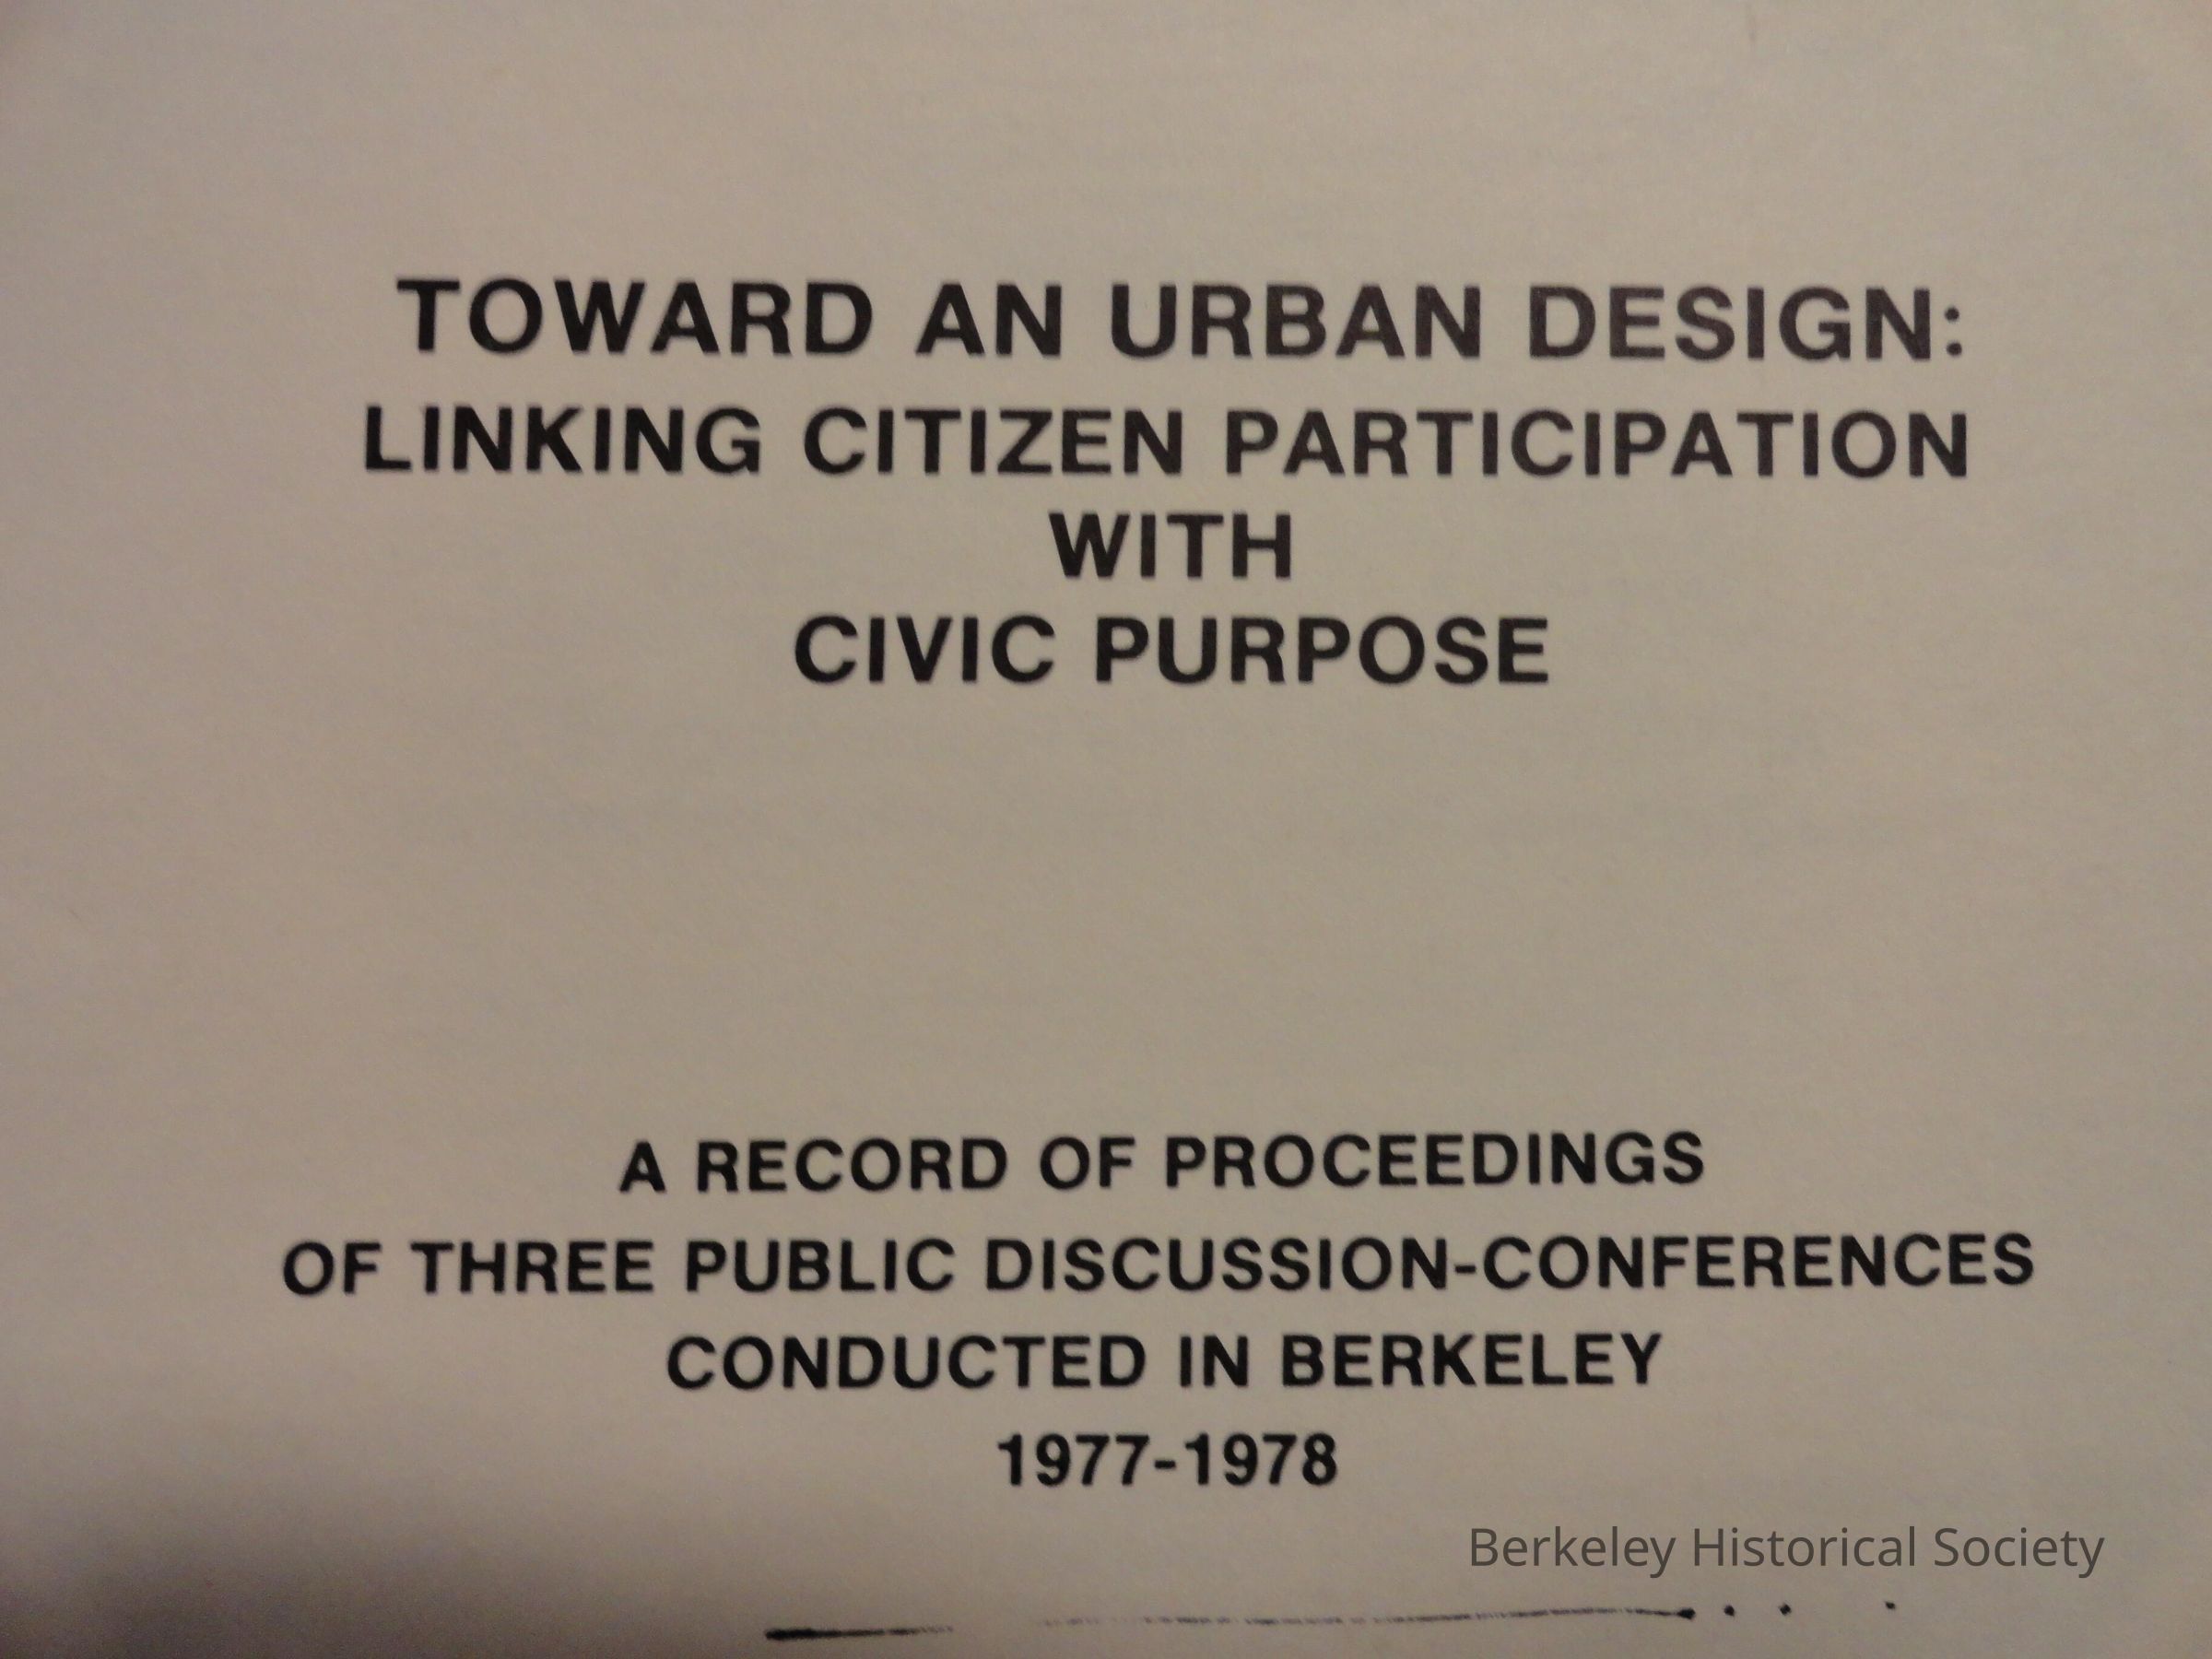 TOWARD AN URBAN DESIGN:
LINKING CITIZEN PARTICIPATION
WITH
CIVIC PURPOSE
A RECORD OF PROCEEDINGS
OF THREE PUBLIC DISCUSSION-CONFERENCES
CONDUCTED IN BERKELEY
1977-1978
Berkeley Historical Society